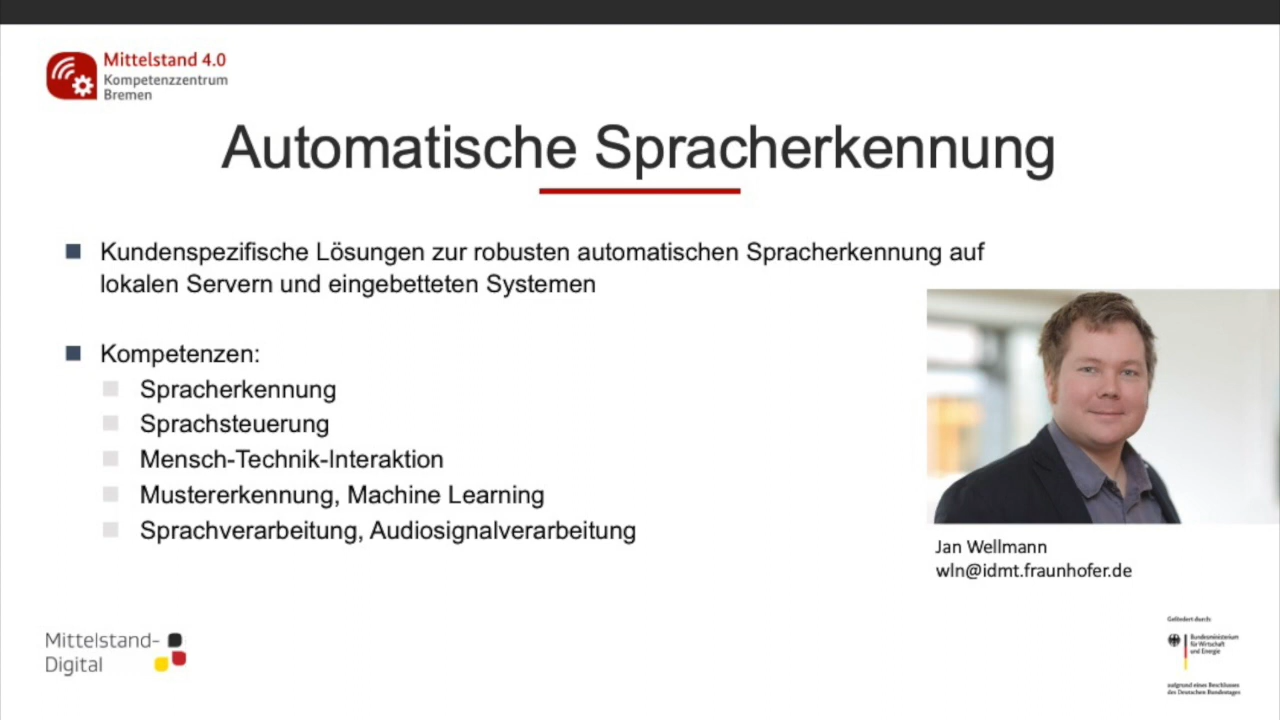 Mittelstand 4.0
Kompetenzzentrum
Bremen
Automatische Spracherkennung
Kundenspezifische Lösungen zur robusten automatischen Spracherkennung auf
lokalen Servern und eingebetteten Systemen
Kompetenzen:
Spracherkennung
Sprachsteuerung
Mensch-Technik-Interaktion
Mustererkennung, Machine Learning
Sprachverarbeitung, Audiosignalverarbeitung
Jan Wellmann
wln@idmt.fraunhofer.de
Mittelstand-
Digital
Gefördert durch:
Bundesministerium
für Wirtschaft
und Energie
aufgrund eines Beschlusses
des Deutschen Bundestages